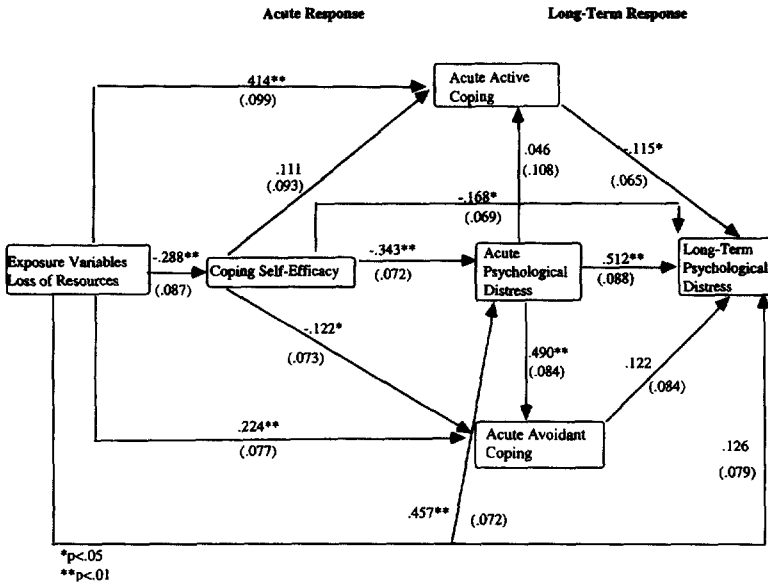 Acute Response
Long-Term Response
.414**
(.099)
Acute Active
Coping
.111
(.093)
.046
(.108)
-.115*
(.065)
-.168*
(.069)
Exposure Variables
Loss of Resources
-.288**
(.087)
Coping Self-Efficacy
-.343**
(.072)
Acute
Psychological
Distress
.512**
(.088)
Long-Term
Psychological
Distress
-.122*
(.073)
.490**
(.084)
.122
(.084)
.224**
(.077)
Acute Avoidant
Coping
.126
(.079)
.457**
(.072)
*p<.05
**p<.01